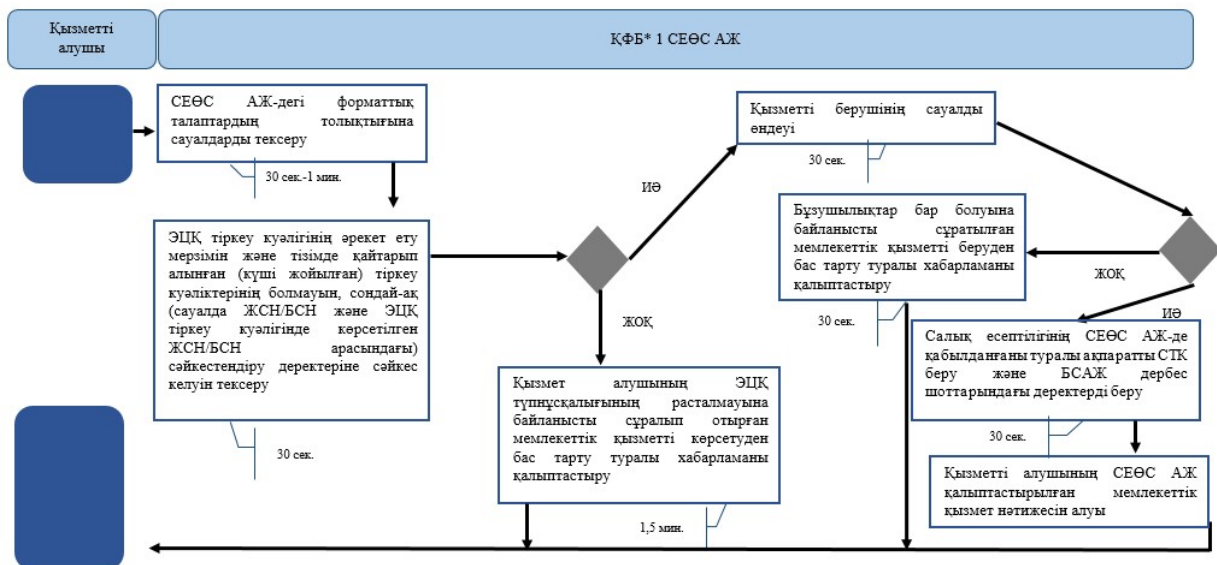 Қызметті
алушы
ҚФБ* 1 СЕӨС АЖ
СЕӨС АЖ-дегі форматтық
талаптардың толықтығына
сауалдарды тексеру
30 сек.-1 мин.
ЭЦҚ тіркеу куәлігінің әрекет ету
мерзімін және тізімде қайтарып
алынған (күші жойылған) тіркеу
куәліктерінің болмауын, сондай-ақ
(сауалда ЖСН/БСН және ЭЦҚ
тіркеу куәлігінде көрсетілген
ЖСН/БСН арасындағы)
сәйкестендіру деректеріне сәйкес
келуін тексеру
30 сек.
ИӘ
ЖОҚ
Қызмет алушының ЭЦҚ
түпнұсқалығының расталмауына
байланысты сұралып отырған
мемлекеттік қызметті көрсетуден
бас тарту туралы хабарламаны
қалыптастыру
1,5 мин.
Қызметті берушінің сауалды
өңдеуі
30 сек.
Бұзушылықтар бар болуына
байланысты сұратылған
мемлекеттік қызметті беруден
бас тарту туралы хабарламаны
қалыптастыру
30 сек.
ЖОҚ
ИӘ
Салық есептілігінің СЕӨС АЖ-де
қабылданғаны туралы ақпаратты СТК
беру және БСАЖ дербес
шоттарындағы деректерді беру
30 сек.
Қызметті алушының СЕӨС АЖ
қалыптастырылған мемлекеттік
қызмет нәтижесін алуы